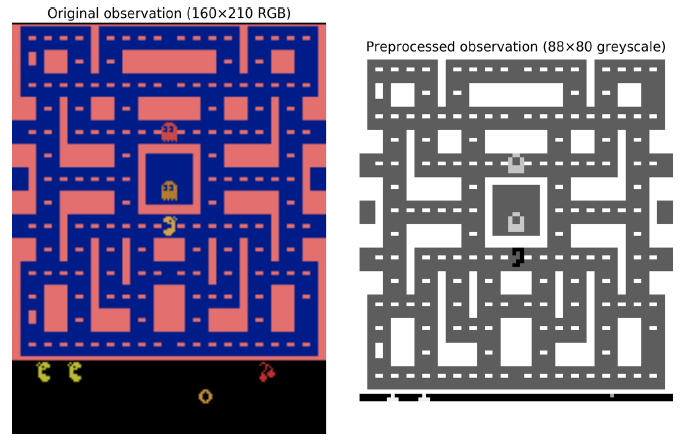 Original observation (160×210 RGB)
Preprocessed observation (88×80 greyscale)